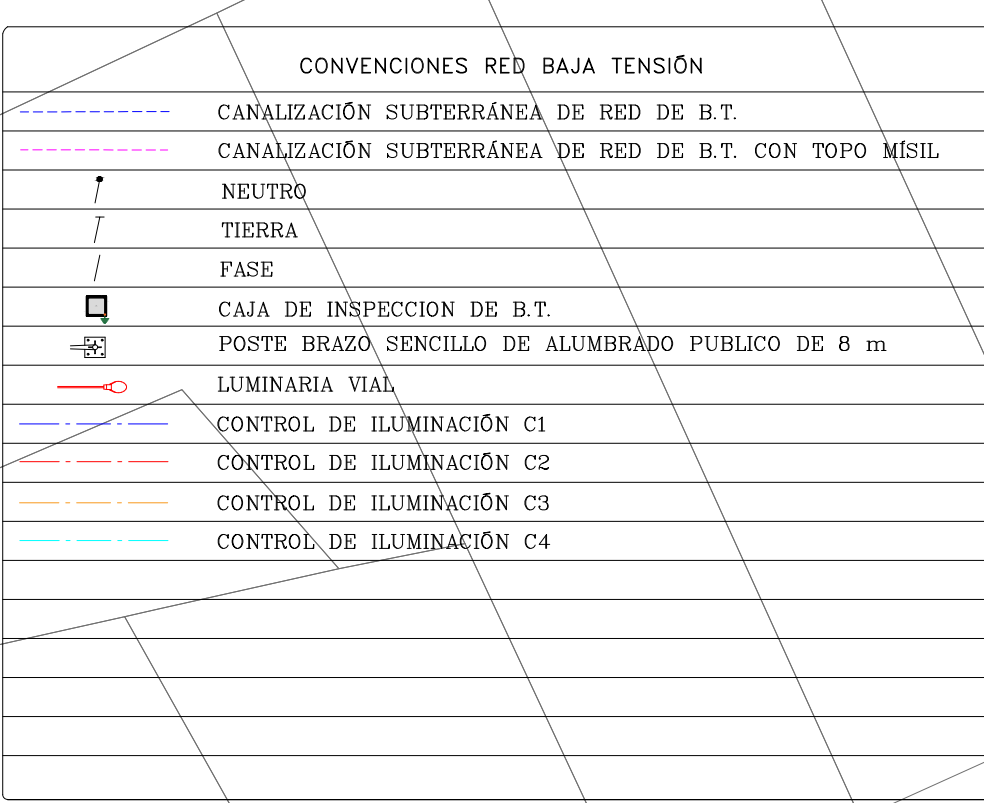 CONVENCIONES RED BAJA TENSIÓN
CANALIZACIÓN SUBTERRÁNEA DE RED DE B.T.
CANALIZACIÓN SUBTERRÁNEA DE RED DE B.T. CON TOPO MÍSIL
NEUTRO
TIERRA
FASE
CAJA DE INSPECCION DE B.T.
POSTE BRAZO SENCILLO DE ALUMBRADO PUBLICO DE 8 m
LUMINARIA VIAL
CONTROL DE ILUMINACIÓN C1
CONTROL DE ILUMINACIÓN C2
CONTROL DE ILUMINACIÓN C3
CONTROL DE ILUMINACIÓN C4